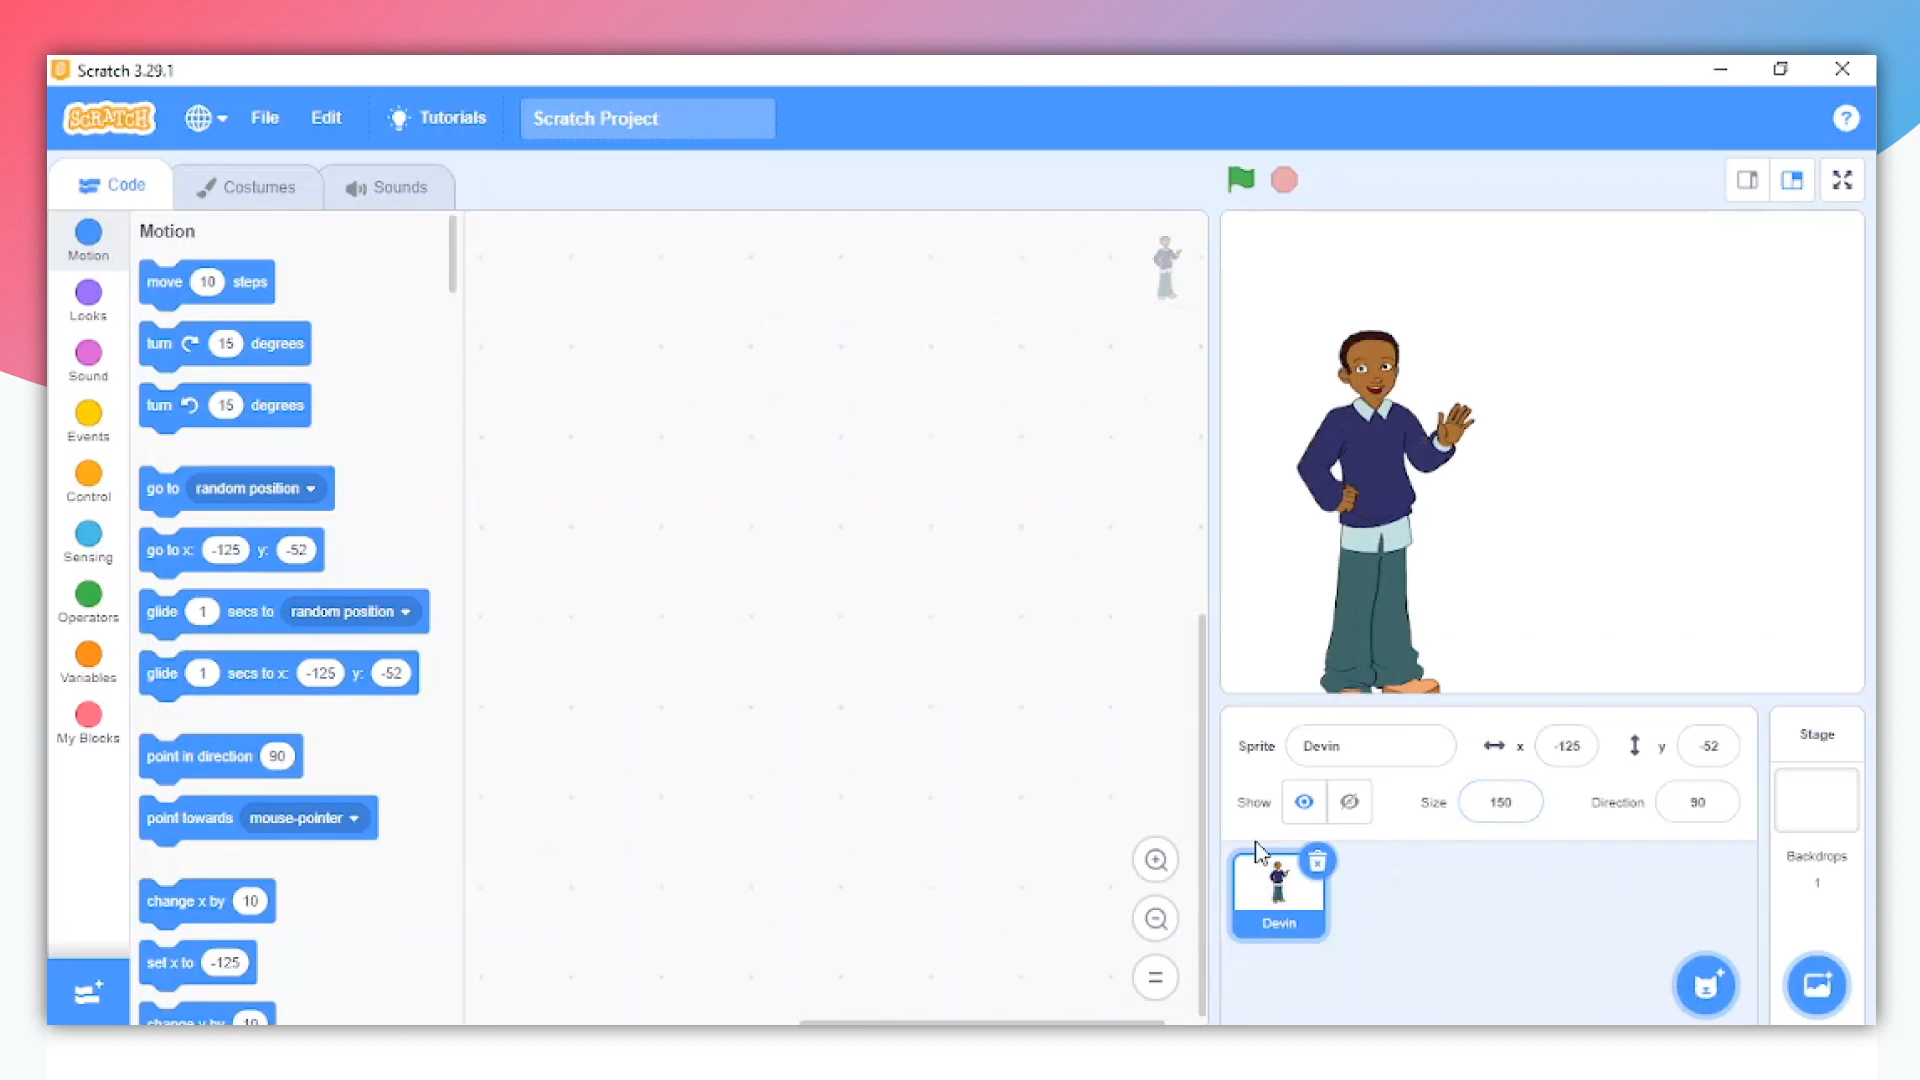 Scratch 3.29.1
SCRATCH
File
Edit
Tutorials
Scratch Project
?
Code
Costumes
Sounds
Motion
Looks
Sound
Events
Control
Sensing
Operators
Variables
My Blocks
Motion
move 10 steps
turn 15 degrees
turn 15 degrees
go to random position
go to x: -125 y: -52
glide 1 secs to random position
glide 1 secs to x: -125 y: -52
point in direction 90
point towards mouse-pointer
change x by 10
set x to -125
change y by 10
Sprite Devin x -125 y -52
Show Size 150 Direction 90
Devin
Stage
Backdrops
1